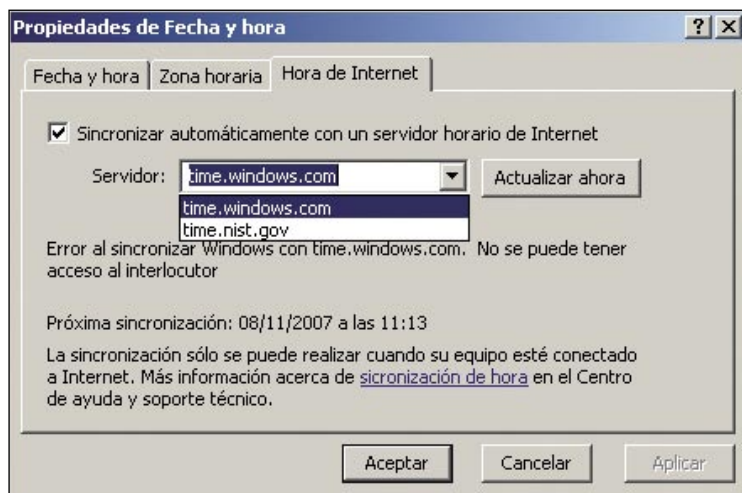 Propiedades de Fecha y hora
Fecha y hora Zona horaria Hora de Internet
Sincronizar automáticamente con un servidor horario de Internet
Servidor: time.windows.com Actualizar ahora
time.windows.com
time.nist.gov
Error al sincronizar Windows con time.windows.com. No se puede tener
acceso al interlocutor
Próxima sincronización: 08/11/2007 a las 11:13
La sincronización sólo se puede realizar cuando su equipo esté conectado
a Internet. Más información acerca de sicronización de hora en el Centro
de ayuda y soporte técnico.
Aceptar Cancelar Aplicar